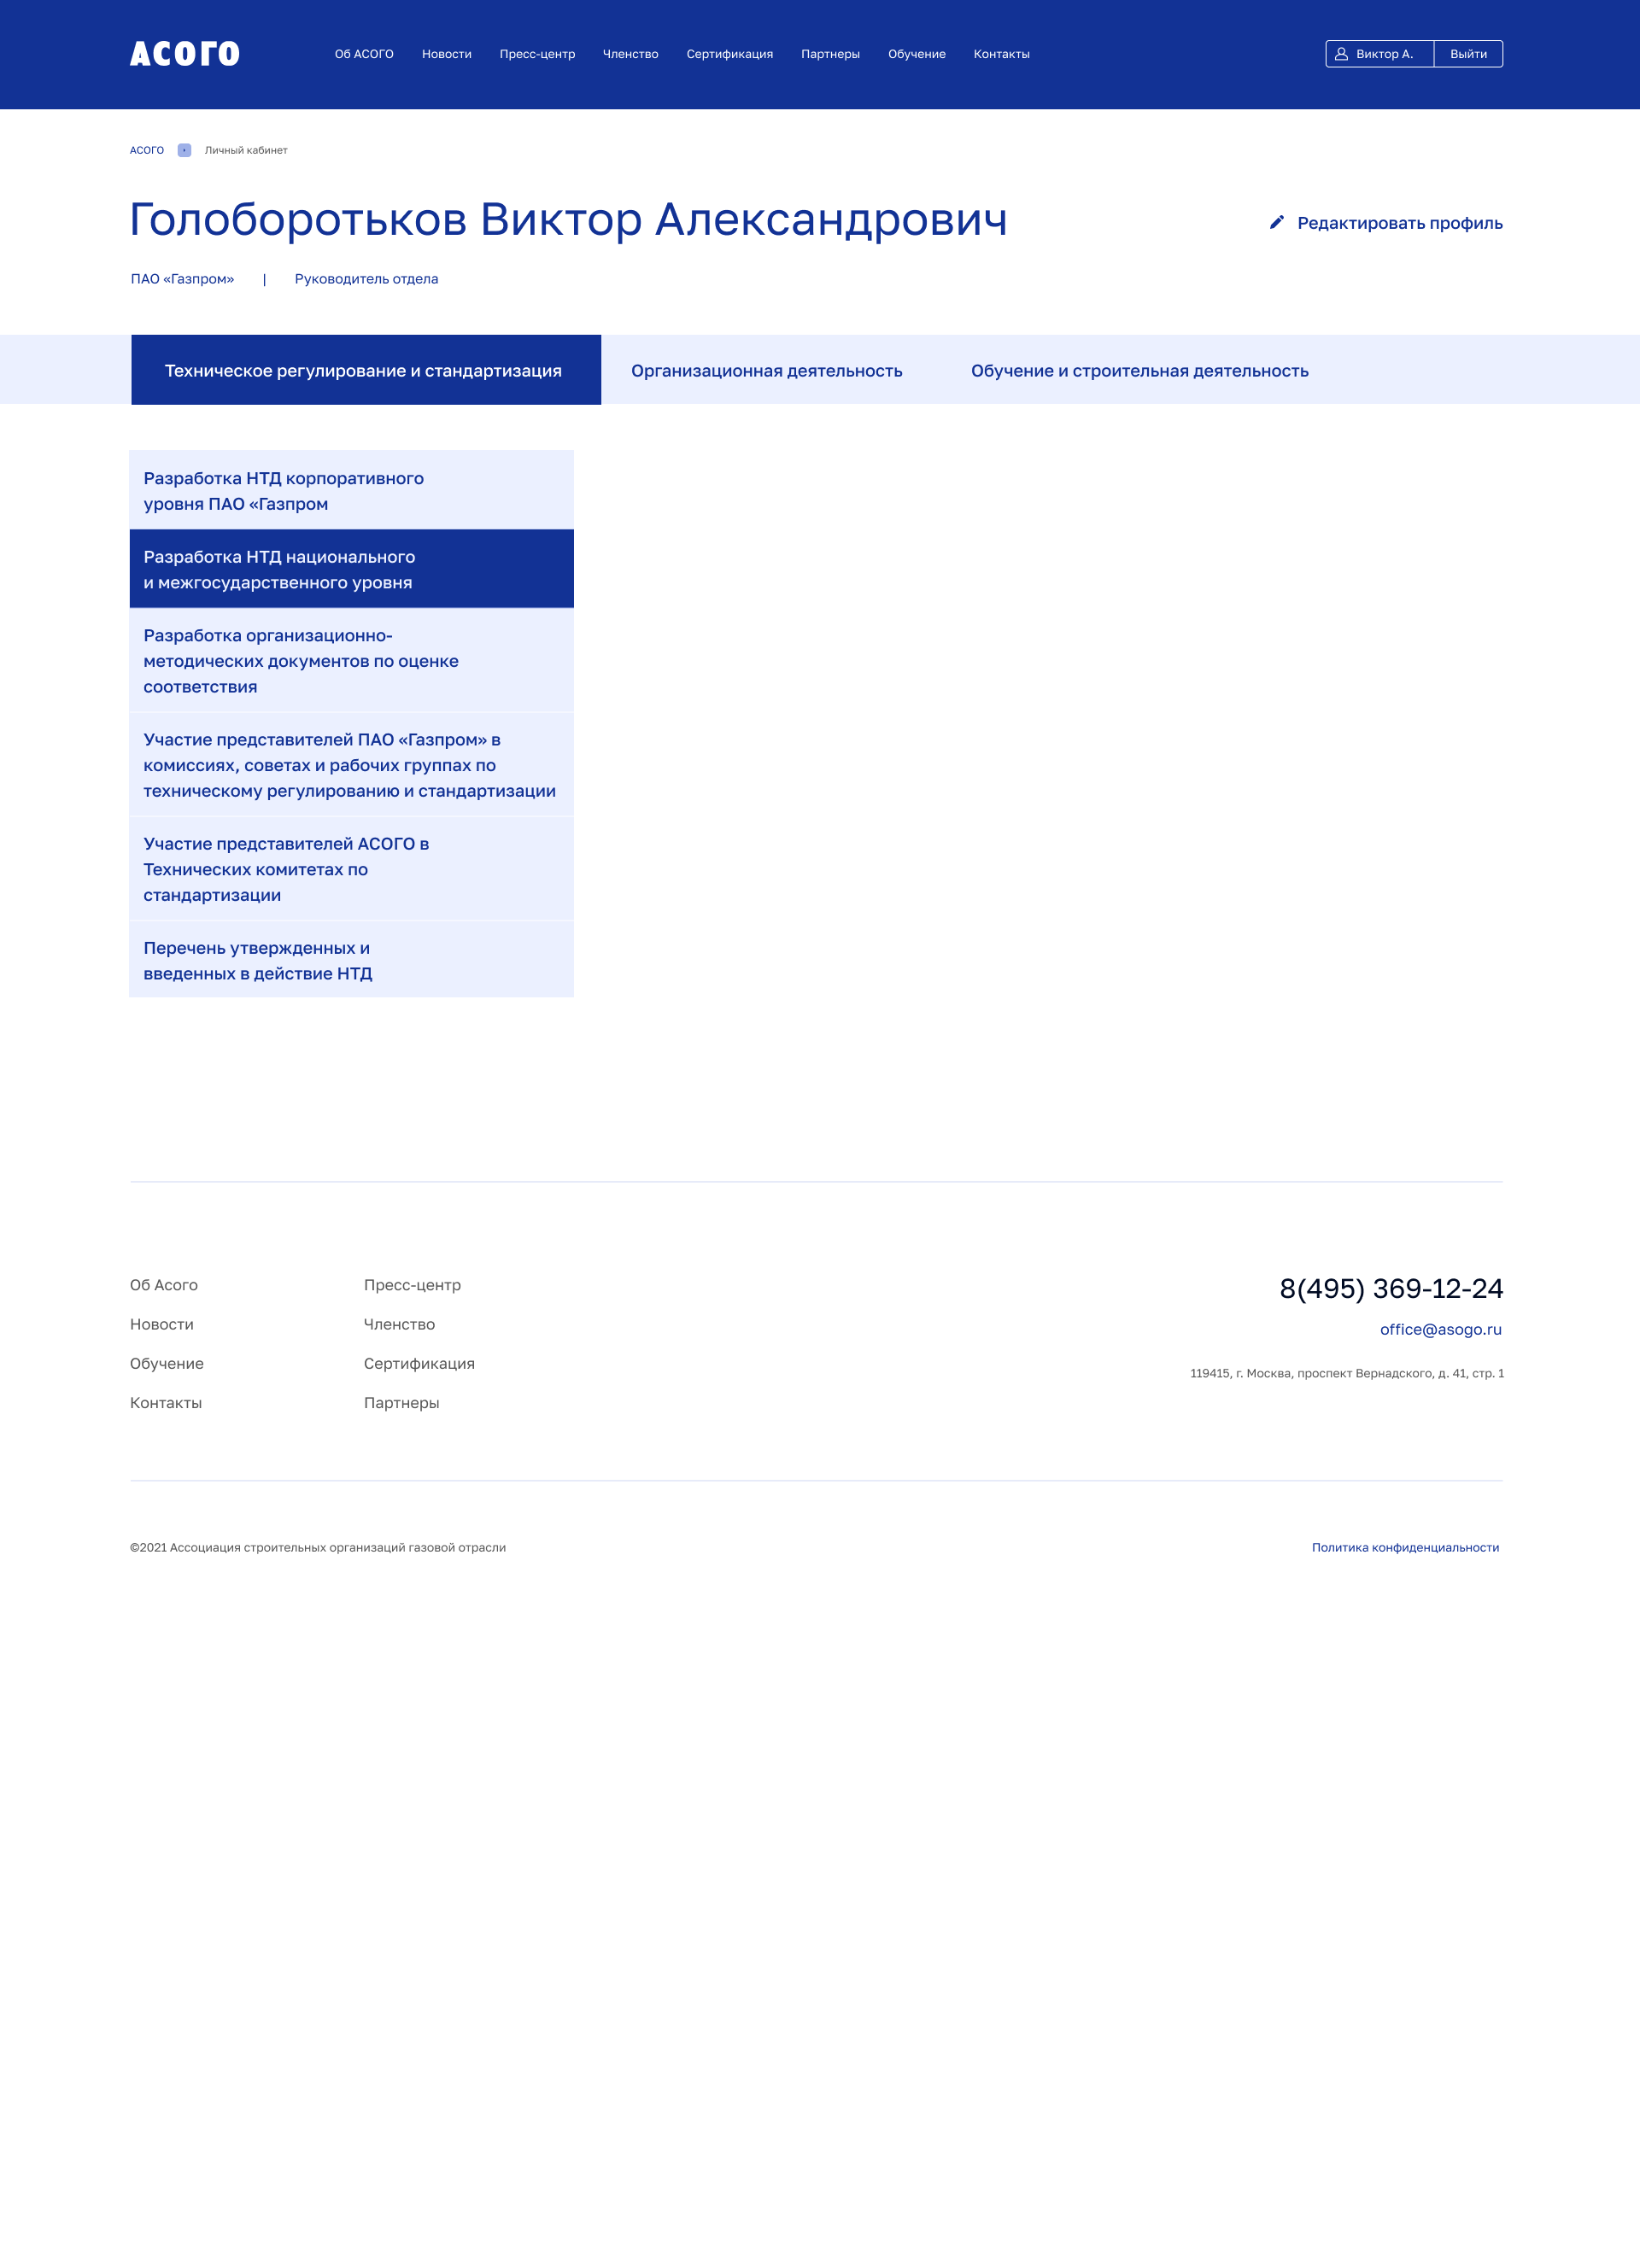 АСОГО
Об АСОГО Новости Пресс-центр Членство Сертификация Партнеры Обучение Контакты
Виктор А. Выйти
АСОГО Личный кабинет
Голоборотьков Виктор Александрович
Редактировать профиль
ПАО «Газпром» | Руководитель отдела
Техническое регулирование и стандартизация Организационная деятельность Обучение и строительная деятельность
Разработка НТД корпоративного
уровня ПАО «Газпром
Разработка НТД национального
и межгосударственного уровня
Разработка организационно-
методических документов по оценке
соответствия
Участие представителей ПАО «Газпром» в
комиссиях, советах и рабочих группах по
техническому регулированию и стандартизации
Участие представителей АСОГО в
Технических комитетах по
стандартизации
Перечень утвержденных и
введенных в действие НТД
Об Асого
Новости
Обучение
Контакты
Пресс-центр
Членство
Сертификация
Партнеры
8(495) 369-12-24
office@asogo.ru
119415, г. Москва, проспект Вернадского, д. 41, стр. 1
©2021 Ассоциация строительных организаций газовой отрасли
Политика конфиденциальности